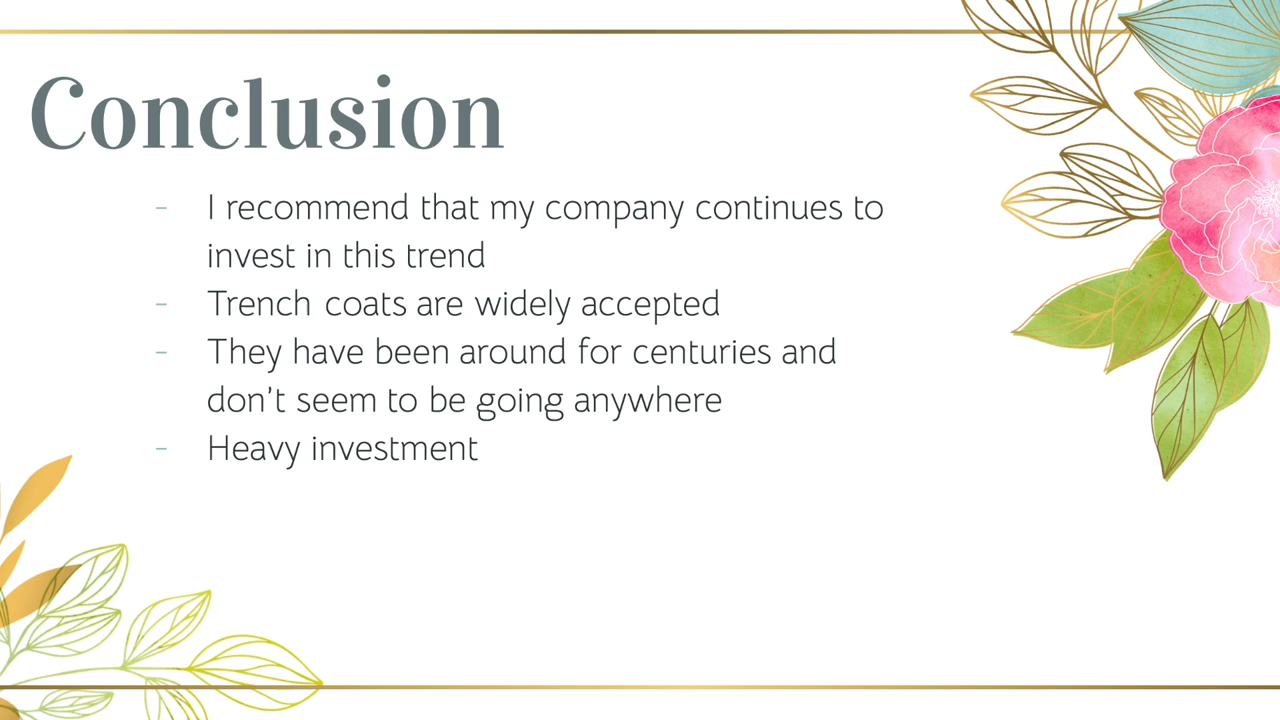 Conclusion
- I recommend that my company continues to
invest in this trend
- Trench coats are widely accepted
- They have been around for centuries and
don't seem to be going anywhere
- Heavy investment